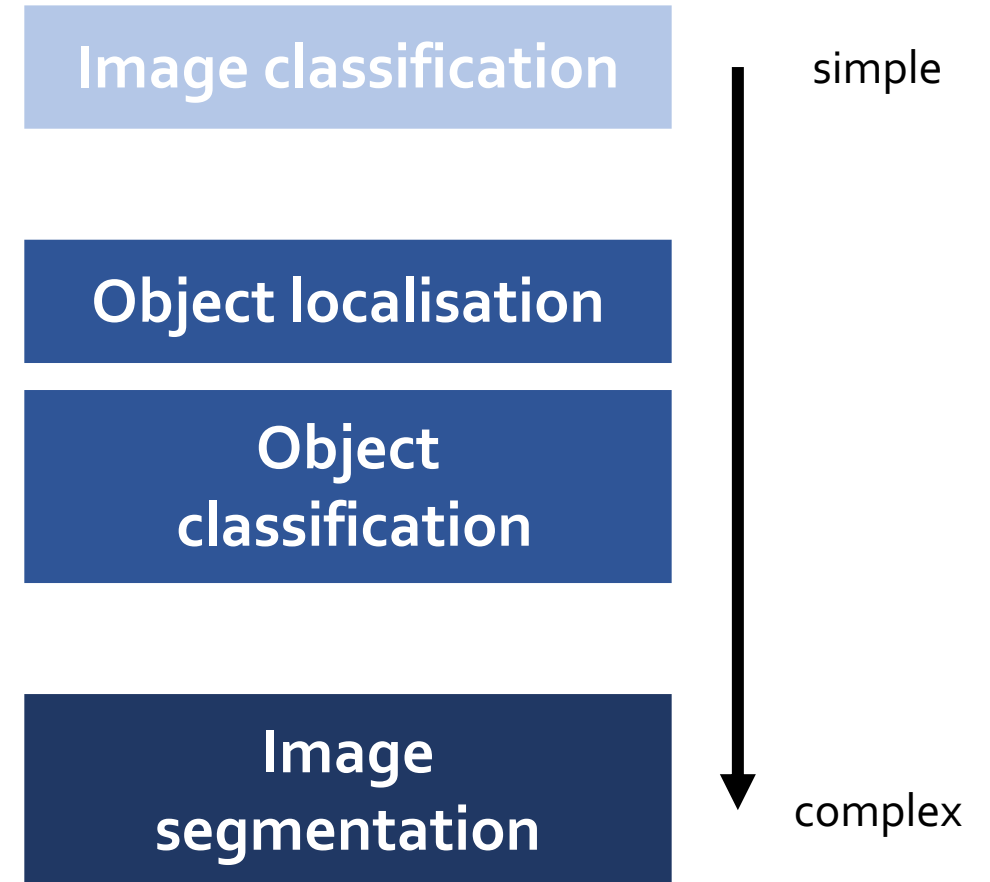 Image classification
simple
Object localisation
Object
classification
Image
segmentation
complex